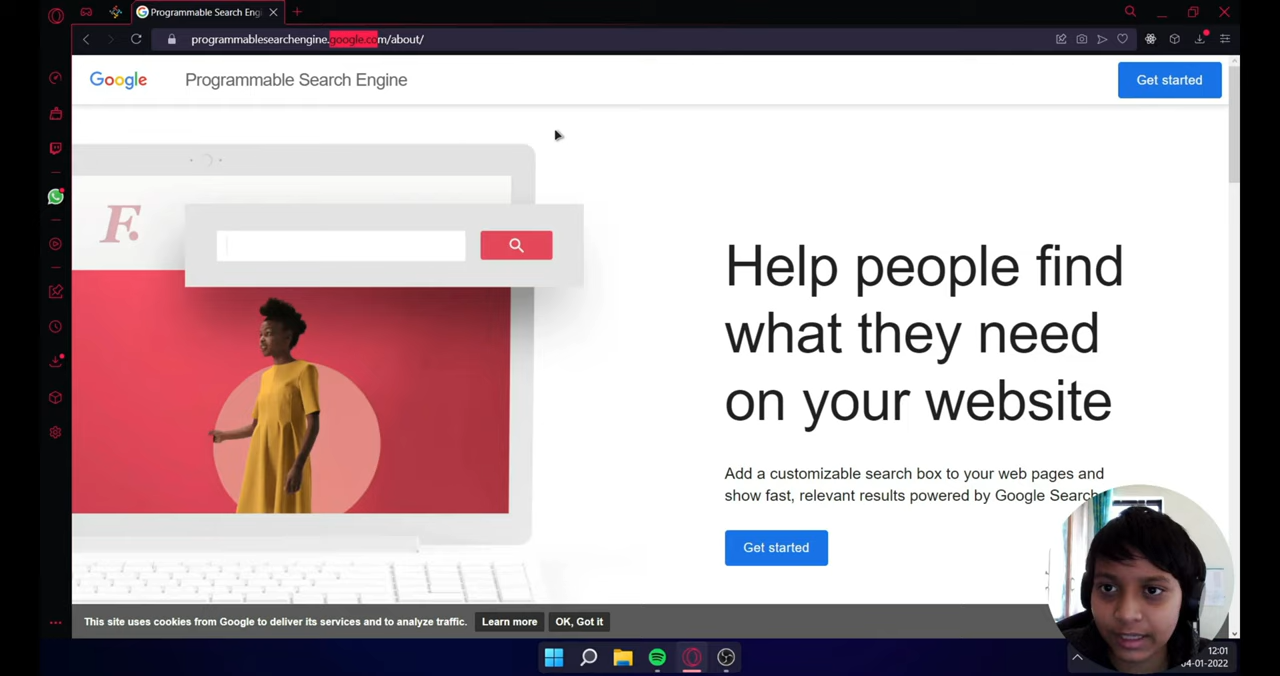 Programmable Search Engi
programmablesearchengine.google.com/about/
Google
Programmable Search Engine
Get started
F.
Help people find
what they need
on your website
Add a customizable search box to your web pages and
show fast, relevant results powered by Google Search
Get started
This site uses cookies from Google to deliver its services and to analyze traffic.
Learn more
OK, Got it
12:01
04-01-2022